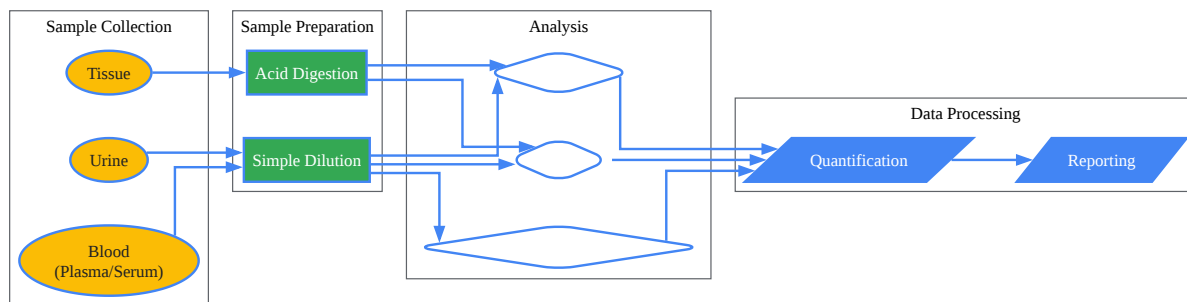 Sample Collection
Sample Preparation
Analysis
Data Processing
Tissue
Acid Digestion
Urine
Simple Dilution
Quantification
Reporting
Blood
(Plasma/Serum)